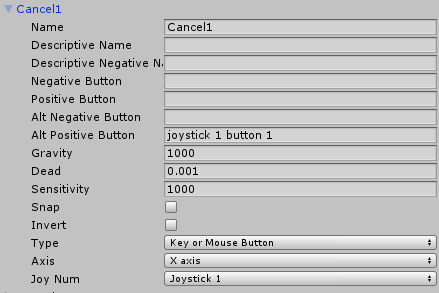 Cancel1
Name Cancel1
Descriptive Name
Descriptive Negative Na
Negative Button
Positive Button
Alt Negative Button
Alt Positive Button joystick 1 button 1
Gravity 1000
Dead 0.001
Sensitivity 1000
Snap
Invert
Type Key or Mouse Button
Axis X axis
Joy Num Joystick 1